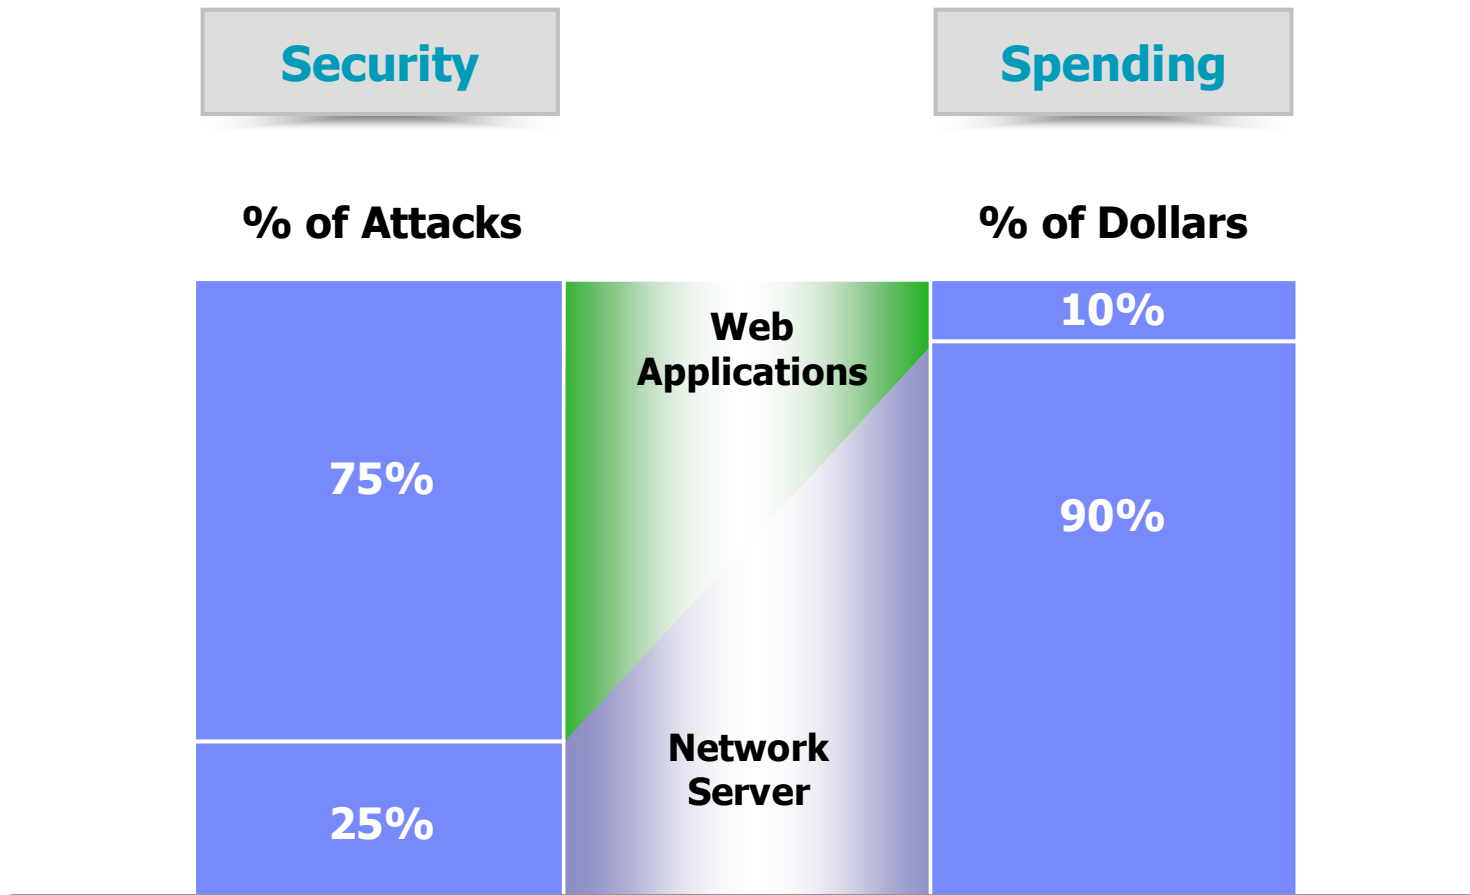 Security
Spending
% of Attacks
% of Dollars
Web
Applications
10%
75%
90%
Network
Server
25%